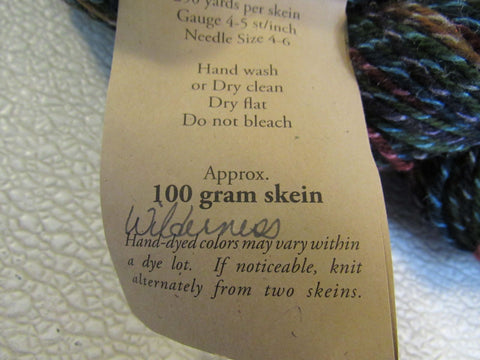 yards per skein
Gauge 4-5 st/inch
Needle Size 4-6
Hand wash
or Dry clean
Dry flat
Do not bleach
Approx.
100 gram skein
Wilderness
Hand-dyed colors may vary within
a dye lot. If noticeable, knit
alternately from two skeins.